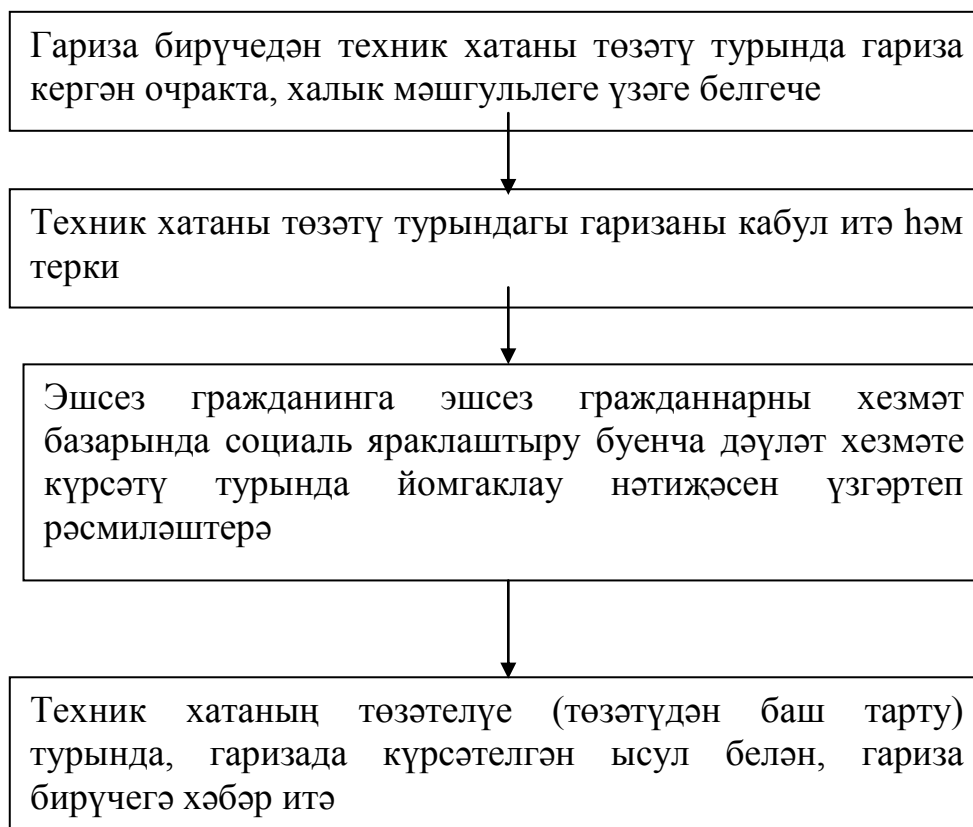 Гариза бирүчедән техник хатаны төзәтү турында гариза
кергән очракта, халык мәшгульлеге үзәге белгече
Техник хатаны төзәтү турындагы гаризаны кабул итә һәм
терки
Эшсез гражданинга эшсез гражданнарны хезмәт
базарында социаль яраклаштыру буенча дәүләт хезмәте
күрсәтү турында йомгаклау нәтиҗәсен үзгәртеп
рәсмиләштерә
Техник хатаның төзәтелүе (төзәтүдән баш тарту)
турында, гаризада күрсәтелгән ысул белән, гариза
бирүчегә хәбәр итә